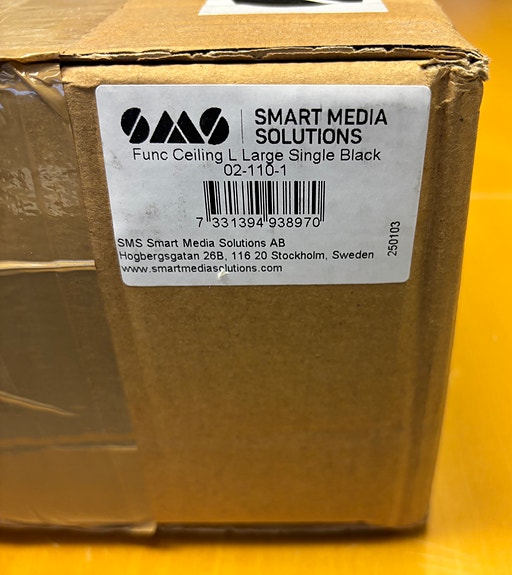 SMS
SMART MEDIA
SOLUTIONS
Func Ceiling L Large Single Black
02-110-1
7 331394 938970
SMS Smart Media Solutions AB
Hogbergsgatan 26B, 116 20 Stockholm, Sweden
www.smartmediasolutions.com
250103